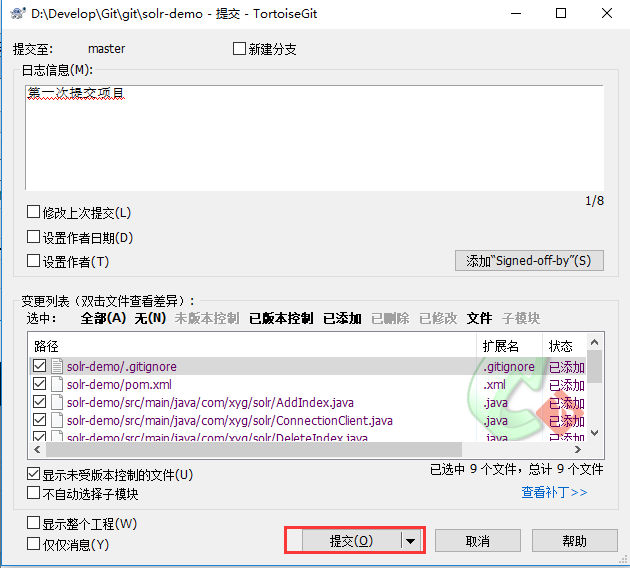 D:\Develop\Git\git\solr-demo - 提交 - TortoiseGit
提交至: master 新建分支
日志信息(M):
第一次提交项目
1/8
修改上次提交(L)
设置作者日期(D)
设置作者(T) 添加“Signed-off-by”(S)
变更列表（双击文件查看差异）:
选中: 全部(A) 无(N) 未版本控制 已版本控制 已添加 已删除 已修改 文件 子模块
路径 扩展名 状态
solr-demo/.gitignore .gitignore 已添加
solr-demo/pom.xml .xml 已添加
solr-demo/src/main/java/com/xyg/solr/AddIndex.java .java 已添加
solr-demo/src/main/java/com/xyg/solr/ConnectionClient.java .java 已添加
solr-demo/src/main/java/com/xyg/solr/DeleteIndex.java .java 已添加
显示未受版本控制的文件(U) 已选中 9 个文件，总计 9 个文件
不自动选择子模块 查看补丁>>
显示整个工程(W)
仅仅消息(Y) 提交(O) 取消 帮助